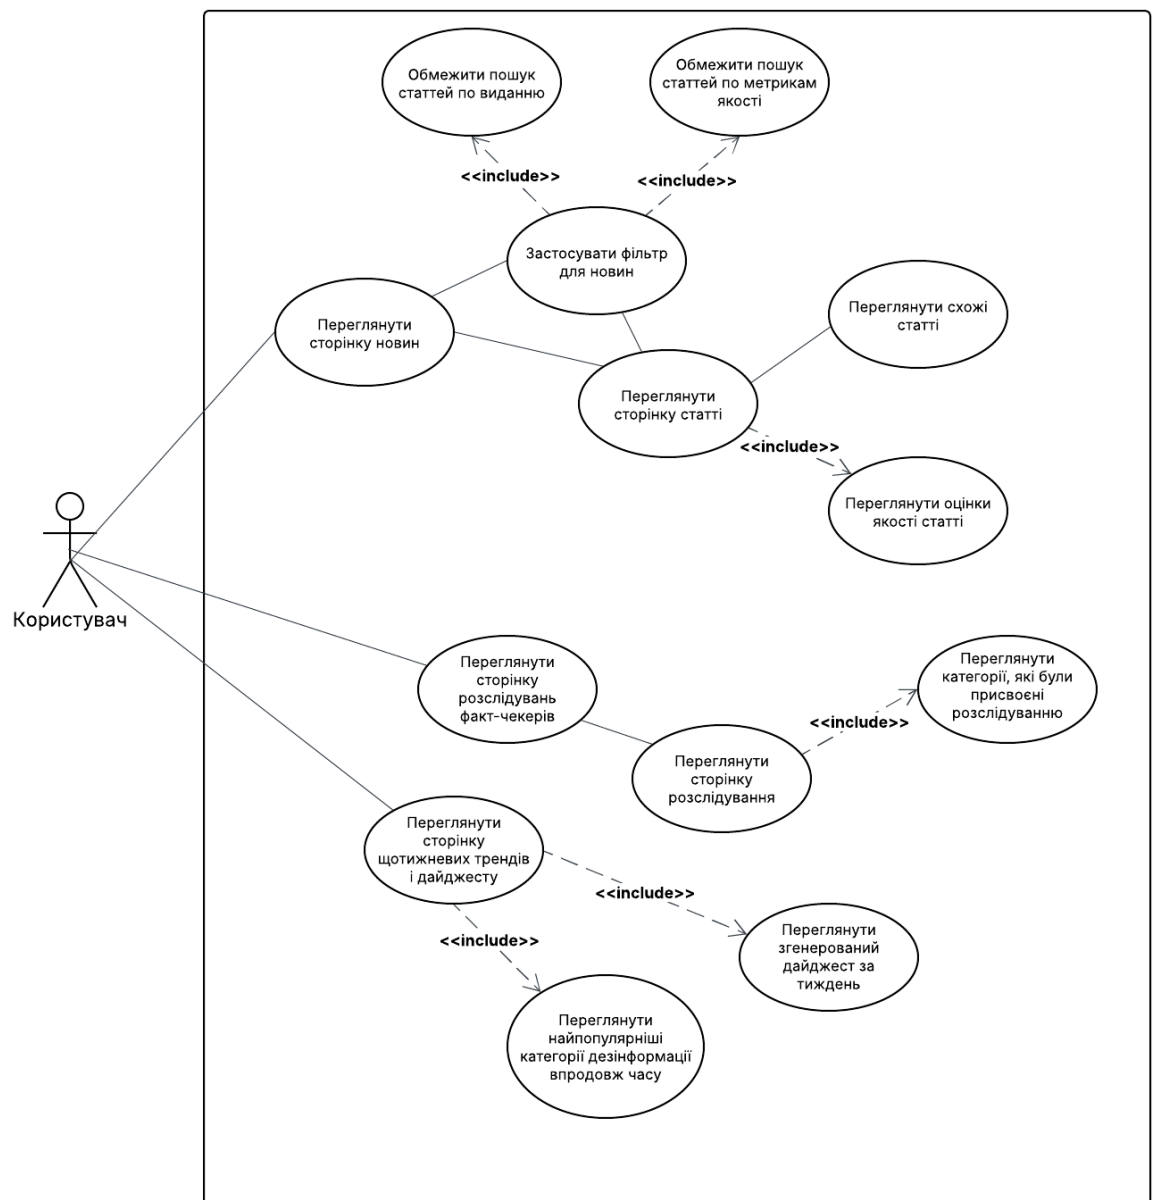 Обмежити пошук
статтей по виданню
Обмежити пошук
статтей по метрикам
якості
<<include>>
<<include>>
Застосувати фільтр
для новин
Переглянути
сторінку новин
Переглянути схожі
статті
Переглянути
сторінку статті
<<include>>
Переглянути оцінки
якості статті
Користувач
Переглянути
сторінку
розслідувань
факт-чекерів
Переглянути
категорії, які були
присвоєні
розслідуванню
<<include>>
Переглянути
сторінку
розслідування
Переглянути
сторінку
щотижневих трендів
і дайджесту
<<include>>
<<include>>
Переглянути
згенерований
дайджест за
тиждень
Переглянути
найпопулярніші
категорії дезінформації
впродовж часу